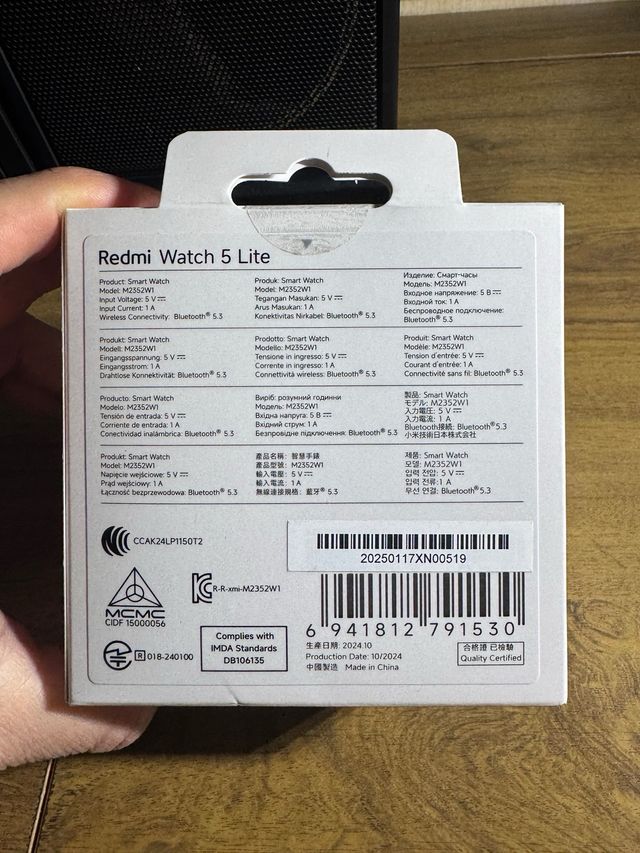 Redmi Watch 5 Lite
Product: Smart Watch
Model: M2352W1
Input Voltage: 5 V⎓
Input Current: 1 A
Wireless Connectivity: Bluetooth® 5.3
Produk: Smart Watch
Model: M2352W1
Tegangan Masukan: 5 V⎓
Arus Masukan: 1 A
Konektivitas Nirkabel: Bluetooth® 5.3
Изделие: Смарт-часы
Модель: M2352W1
Входное напряжение: 5 В⎓
Входной ток: 1 А
Беспроводное подключение:
Bluetooth® 5.3
Produkt: Smart Watch
Modell: M2352W1
Eingangsspannung: 5 V⎓
Eingangsstrom: 1 A
Drahtlose Konnektivität: Bluetooth® 5.3
Prodotto: Smart Watch
Modello: M2352W1
Tensione in ingresso: 5 V⎓
Corrente in ingresso: 1 A
Connettività wireless: Bluetooth® 5.3
Produit: Smart Watch
Modèle: M2352W1
Tension d'entrée: 5 V⎓
Courant d'entrée: 1 A
Connectivité sans fil: Bluetooth® 5.3
Producto: Smart Watch
Modelo: M2352W1
Tensión de entrada: 5 V⎓
Corriente de entrada: 1 A
Conectividad inalámbrica: Bluetooth® 5.3
Виріб: розумний годинник
Модель: M2352W1
Вхідна напруга: 5 В⎓
Вхідний струм: 1 А
Безпровідне підключення: Bluetooth® 5.3
製品: Smart Watch
モデル: M2352W1
入力電圧: 5 V⎓
入力電流: 1 A
Bluetooth接続: Bluetooth® 5.3
小米技術日本株式会社
Produkt: Smart Watch
Model: M2352W1
Napięcie wejściowe: 5 V⎓
Prąd wejściowy: 1 A
Łączność bezprzewodowa: Bluetooth® 5.3
產品名稱: 智慧手錶
產品型號: M2352W1
輸入電壓: 5 V⎓
輸入電流: 1 A
無線連接規格: 藍牙® 5.3
제품: Smart Watch
모델: M2352W1
입력 전압: 5 V⎓
입력 전류: 1 A
무선 연결: Bluetooth® 5.3
CCAK24LP1150T2
20250117XN00519
MCMC
CIDF 15000056
R-R-xmi-M2352W1
6 941812 791530
R 018-240100
Complies with
IMDA Standards
DB106135
生產日期: 2024.10
Production Date: 10/2024
中國製造 Made in China
合格證 已檢驗
Quality Certified